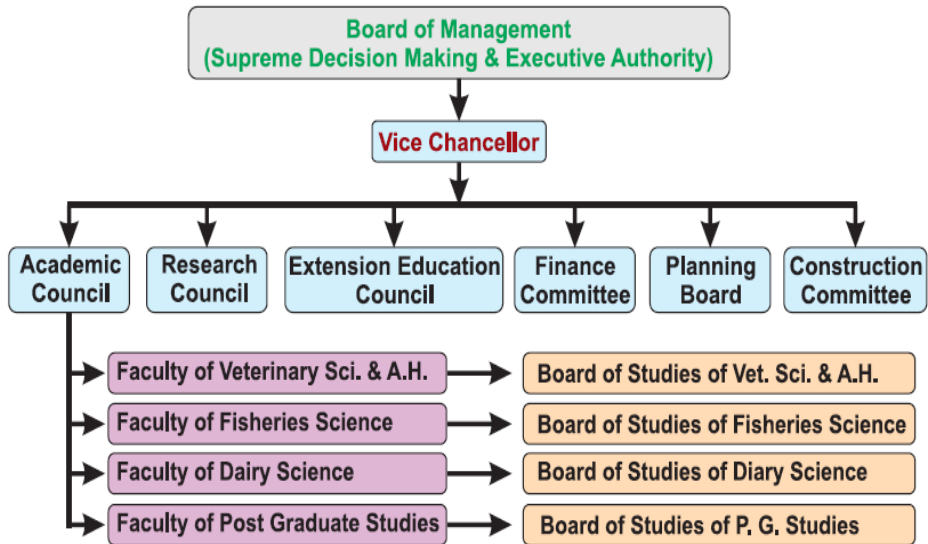 Board of Management
(Supreme Decision Making & Executive Authority)
Vice Chancellor
Academic
Council
Research
Council
Extension Education
Council
Finance
Committee
Planning
Board
Construction
Committee
Faculty of Veterinary Sci. & A.H.
Board of Studies of Vet. Sci. & A.H.
Faculty of Fisheries Science
Board of Studies of Fisheries Science
Faculty of Dairy Science
Board of Studies of Diary Science
Faculty of Post Graduate Studies
Board of Studies of P. G. Studies